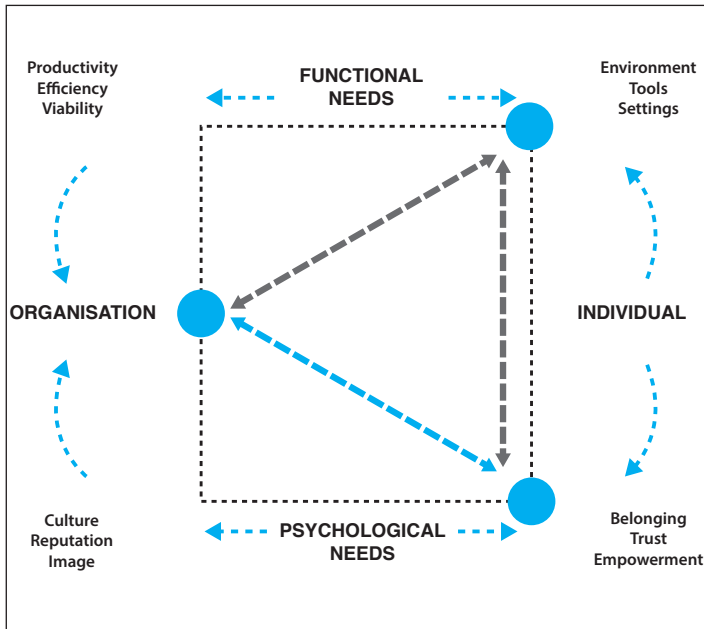 Productivity
Efficiency
Viability
FUNCTIONAL
NEEDS
Environment
Tools
Settings
ORGANISATION
INDIVIDUAL
Culture
Reputation
Image
PSYCHOLOGICAL
NEEDS
Belonging
Trust
Empowerment